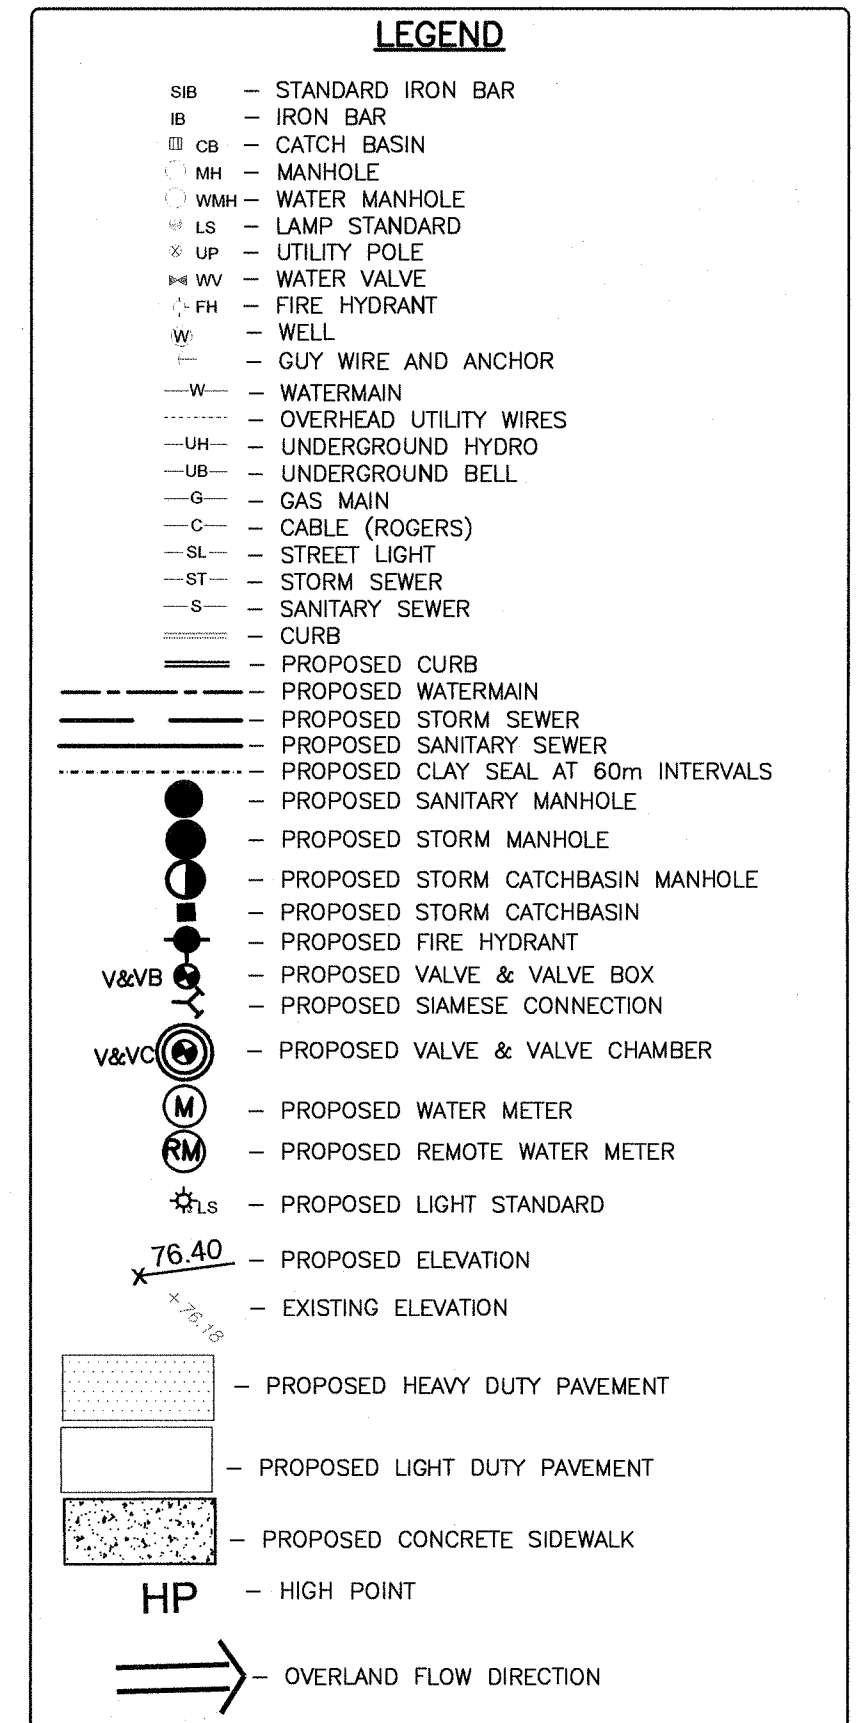 LEGEND
SIB – STANDARD IRON BAR
IB – IRON BAR
CB – CATCH BASIN
MH – MANHOLE
WMH – WATER MANHOLE
LS – LAMP STANDARD
UP – UTILITY POLE
WV – WATER VALVE
FH – FIRE HYDRANT
W – WELL
– GUY WIRE AND ANCHOR
W – WATERMAIN
– OVERHEAD UTILITY WIRES
UH – UNDERGROUND HYDRO
UB – UNDERGROUND BELL
G – GAS MAIN
C – CABLE (ROGERS)
SL – STREET LIGHT
ST – STORM SEWER
S – SANITARY SEWER
– CURB
– PROPOSED CURB
– PROPOSED WATERMAIN
– PROPOSED STORM SEWER
– PROPOSED SANITARY SEWER
– PROPOSED CLAY SEAL AT 60m INTERVALS
– PROPOSED SANITARY MANHOLE
– PROPOSED STORM MANHOLE
– PROPOSED STORM CATCHBASIN MANHOLE
– PROPOSED STORM CATCHBASIN
– PROPOSED FIRE HYDRANT
V&VB – PROPOSED VALVE & VALVE BOX
– PROPOSED SIAMESE CONNECTION
V&VC – PROPOSED VALVE & VALVE CHAMBER
M – PROPOSED WATER METER
RM – PROPOSED REMOTE WATER METER
LS – PROPOSED LIGHT STANDARD
76.40 – PROPOSED ELEVATION
76.18 – EXISTING ELEVATION
– PROPOSED HEAVY DUTY PAVEMENT
– PROPOSED LIGHT DUTY PAVEMENT
– PROPOSED CONCRETE SIDEWALK
HP – HIGH POINT
– OVERLAND FLOW DIRECTION